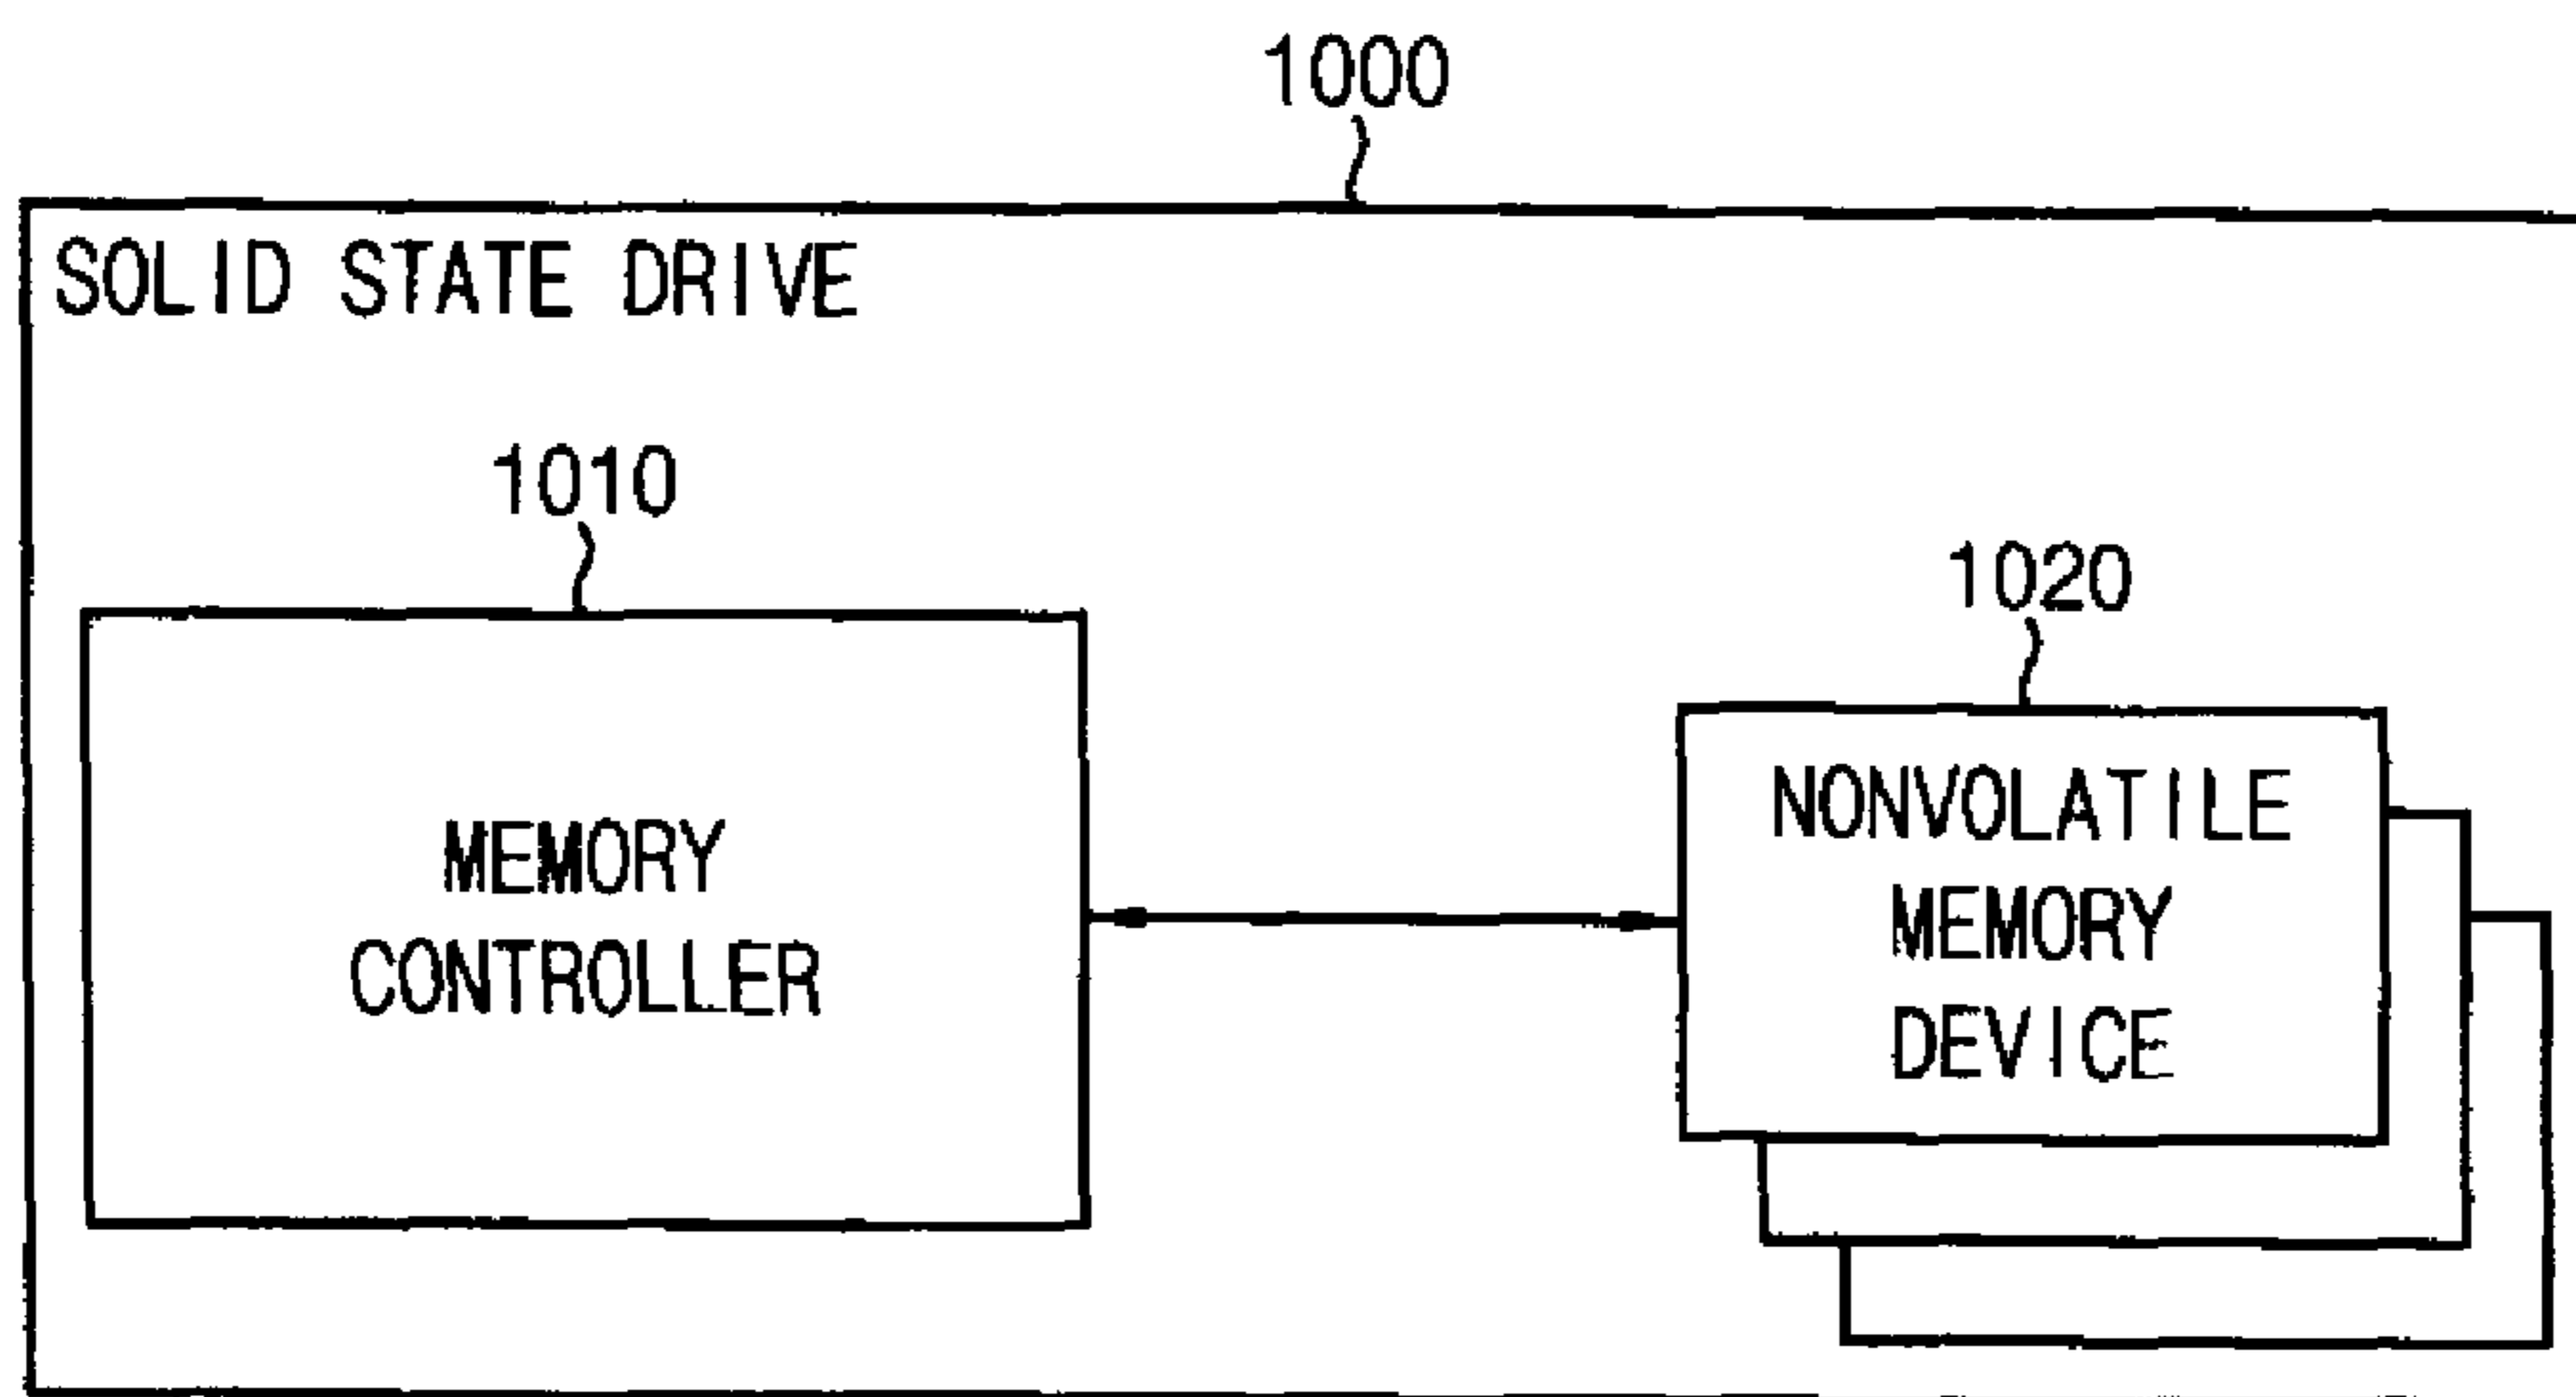 1000
SOLID STATE DRIVE
1010
1020
MEMORY
CONTROLLER
NONVOLATILE
MEMORY
DEVICE